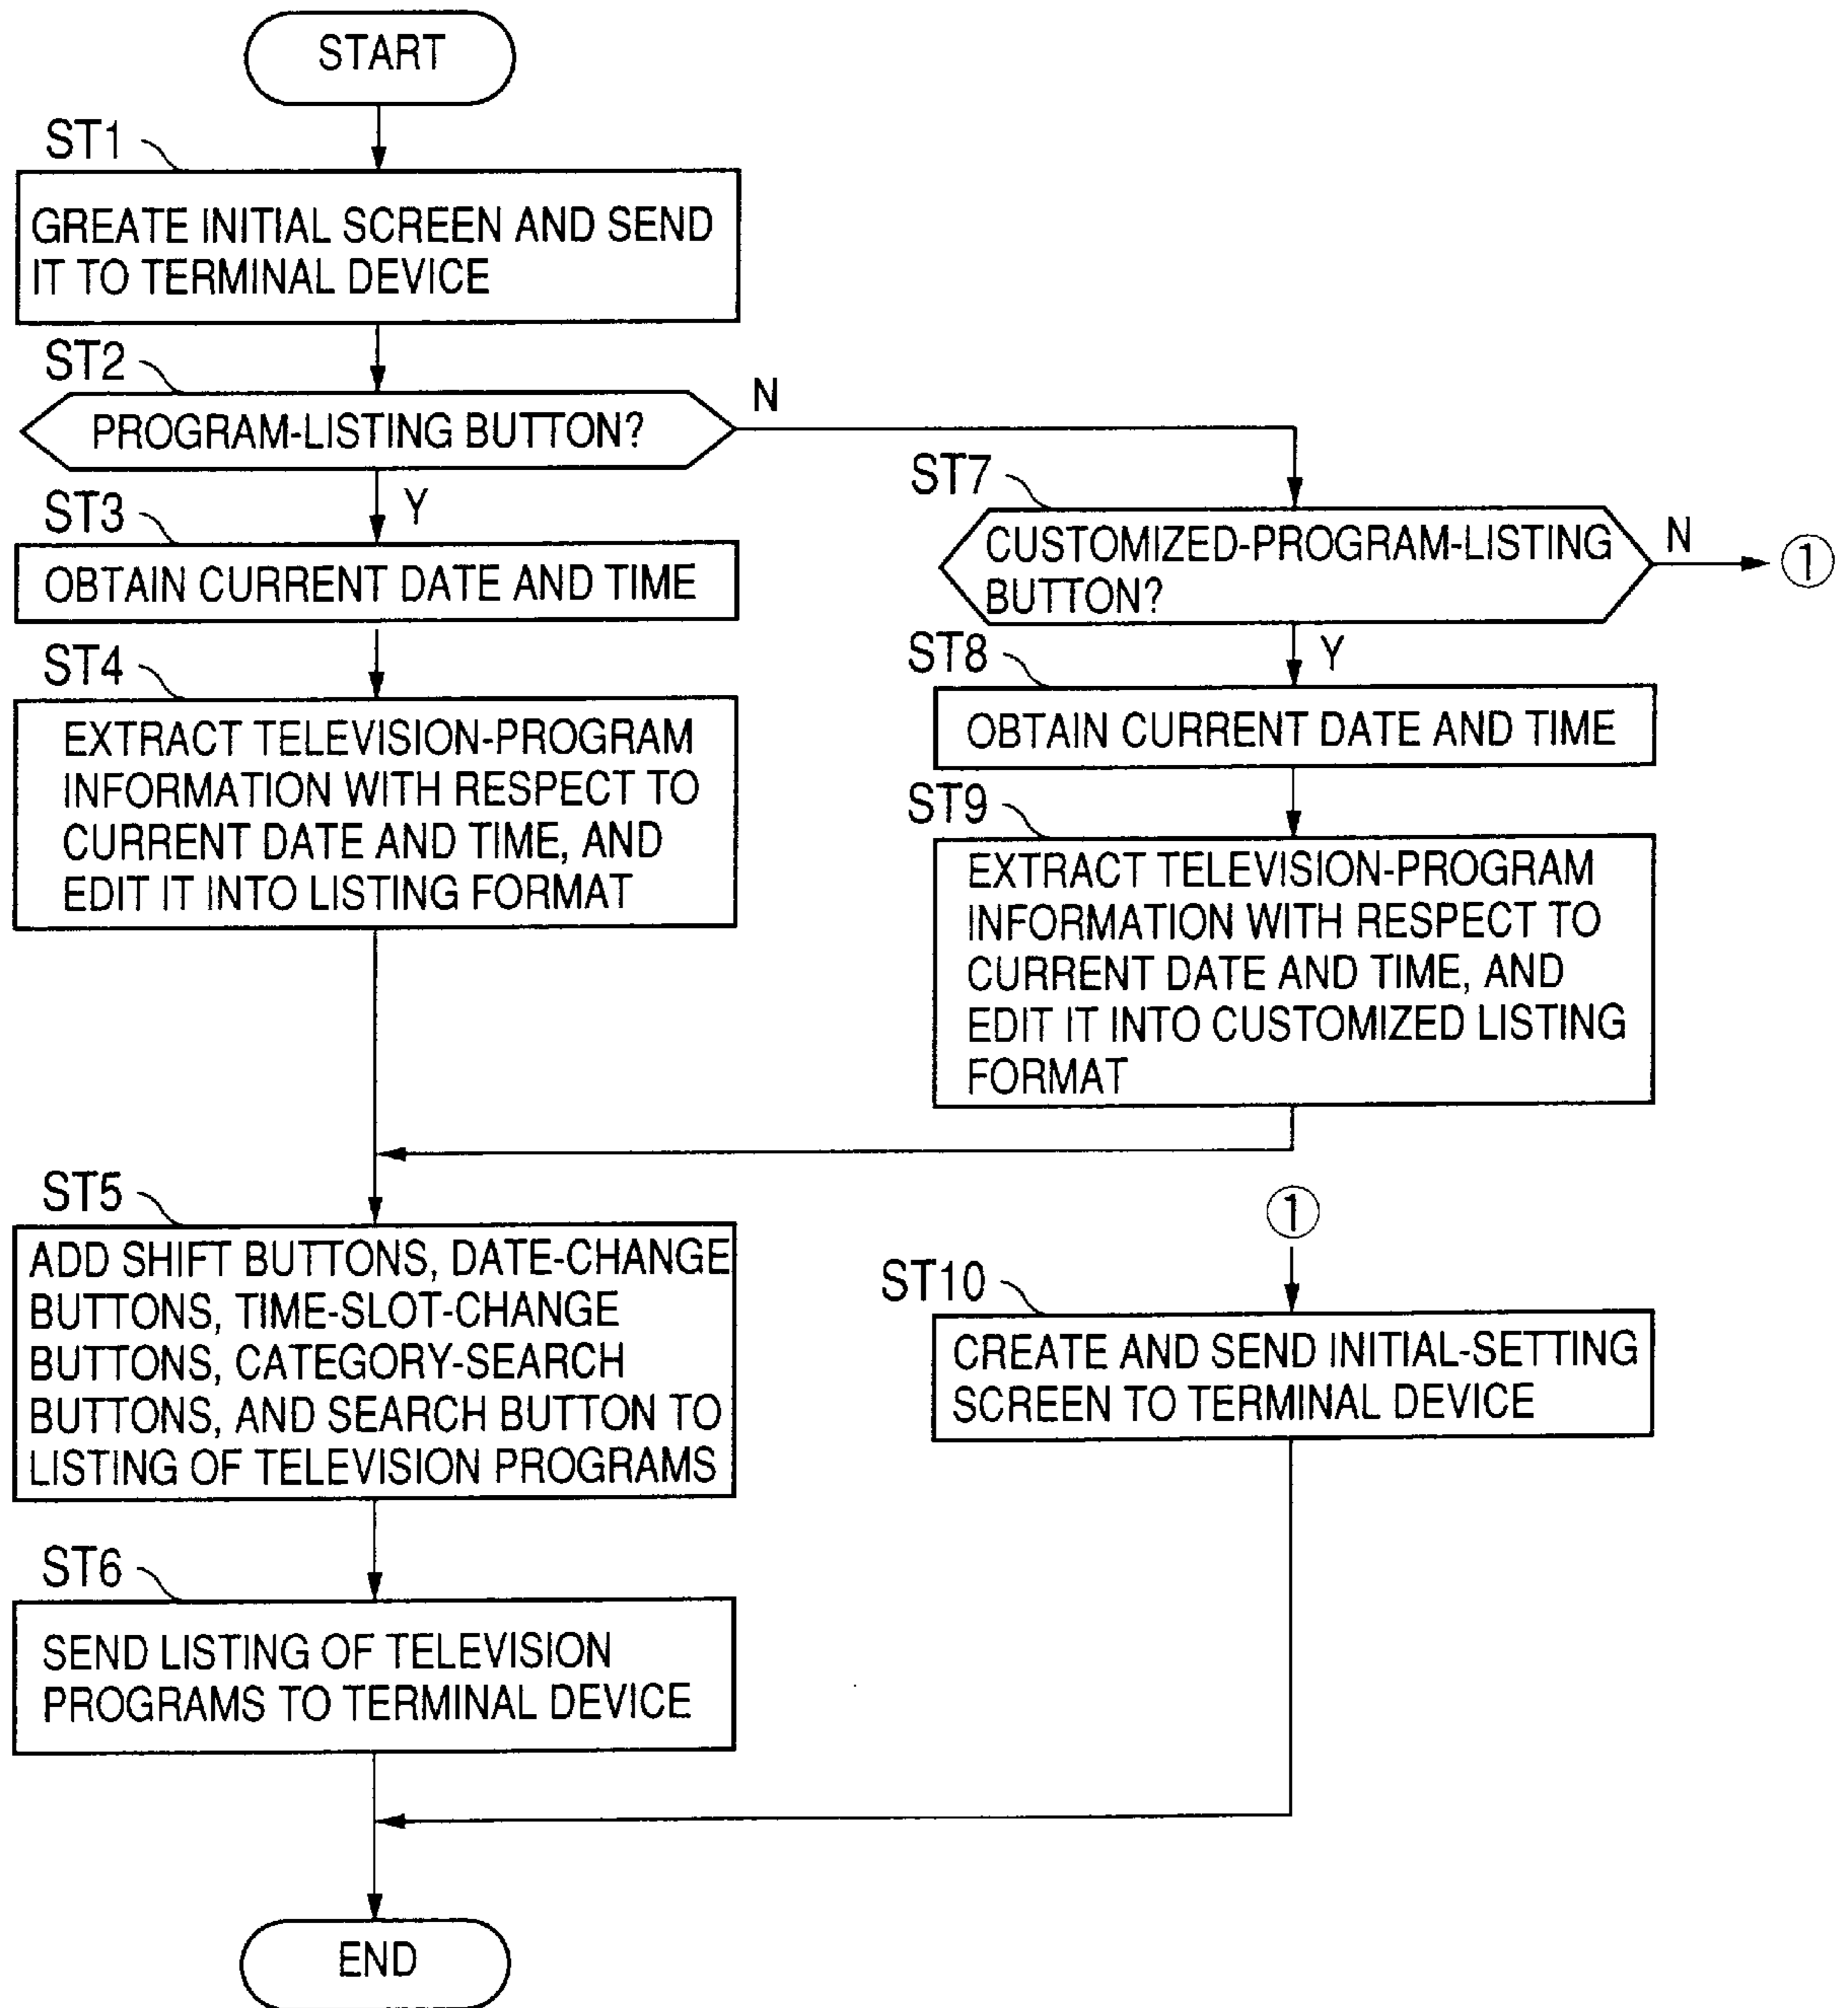 START
ST1
GREATE INITIAL SCREEN AND SEND
IT TO TERMINAL DEVICE
ST2
PROGRAM-LISTING BUTTON?
N
Y
ST3
OBTAIN CURRENT DATE AND TIME
ST4
EXTRACT TELEVISION-PROGRAM
INFORMATION WITH RESPECT TO
CURRENT DATE AND TIME, AND
EDIT IT INTO LISTING FORMAT
ST7
CUSTOMIZED-PROGRAM-LISTING
BUTTON?
N
①
Y
ST8
OBTAIN CURRENT DATE AND TIME
ST9
EXTRACT TELEVISION-PROGRAM
INFORMATION WITH RESPECT TO
CURRENT DATE AND TIME, AND
EDIT IT INTO CUSTOMIZED LISTING
FORMAT
ST5
ADD SHIFT BUTTONS, DATE-CHANGE
BUTTONS, TIME-SLOT-CHANGE
BUTTONS, CATEGORY-SEARCH
BUTTONS, AND SEARCH BUTTON TO
LISTING OF TELEVISION PROGRAMS
①
ST10
CREATE AND SEND INITIAL-SETTING
SCREEN TO TERMINAL DEVICE
ST6
SEND LISTING OF TELEVISION
PROGRAMS TO TERMINAL DEVICE
END